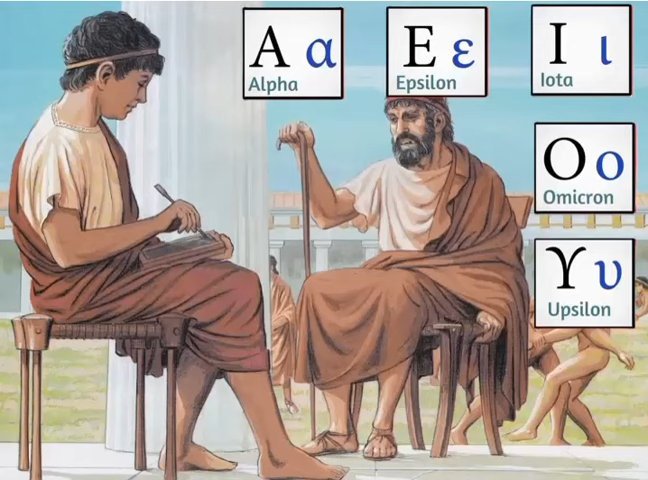 Α α
Alpha
Ε ε
Epsilon
Ι ι
Iota
Ο ο
Omicron
ϒ υ
Upsilon